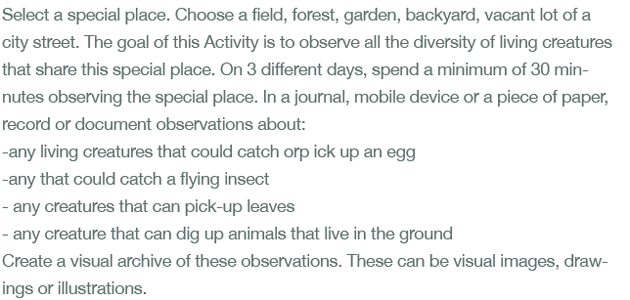 Select a special place. Choose a field, forest, garden, backyard, vacant lot of a
city street. The goal of this Activity is to observe all the diversity of living creatures
that share this special place. On 3 different days, spend a minimum of 30 min-
nutes observing the special place. In a journal, mobile device or a piece of paper,
record or document observations about:
-any living creatures that could catch orp ick up an egg
-any that could catch a flying insect
- any creatures that can pick-up leaves
- any creature that can dig up animals that live in the ground
Create a visual archive of these observations. These can be visual images, draw-
ings or illustrations.